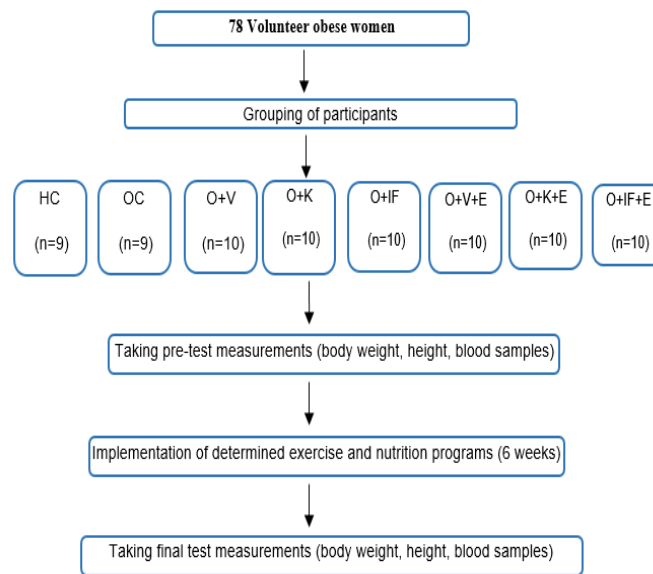 78 Volunteer obese women
Grouping of participants
HC
(n=9)
OC
(n=9)
O+V
(n=10)
O+K
(n=10)
O+IF
(n=10)
O+V+E
(n=10)
O+K+E
(n=10)
O+IF+E
(n=10)
Taking pre-test measurements (body weight, height, blood samples)
Implementation of determined exercise and nutrition programs (6 weeks)
Taking final test measurements (body weight, height, blood samples)